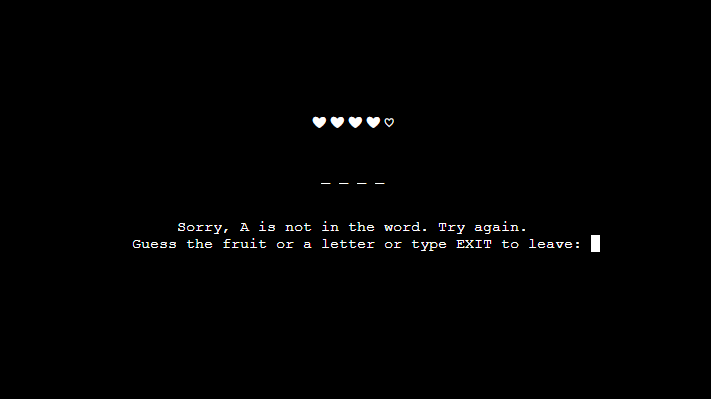 ♥♥♥♥♡
_ _ _ _
Sorry, A is not in the word. Try again.
Guess the fruit or a letter or type EXIT to leave: